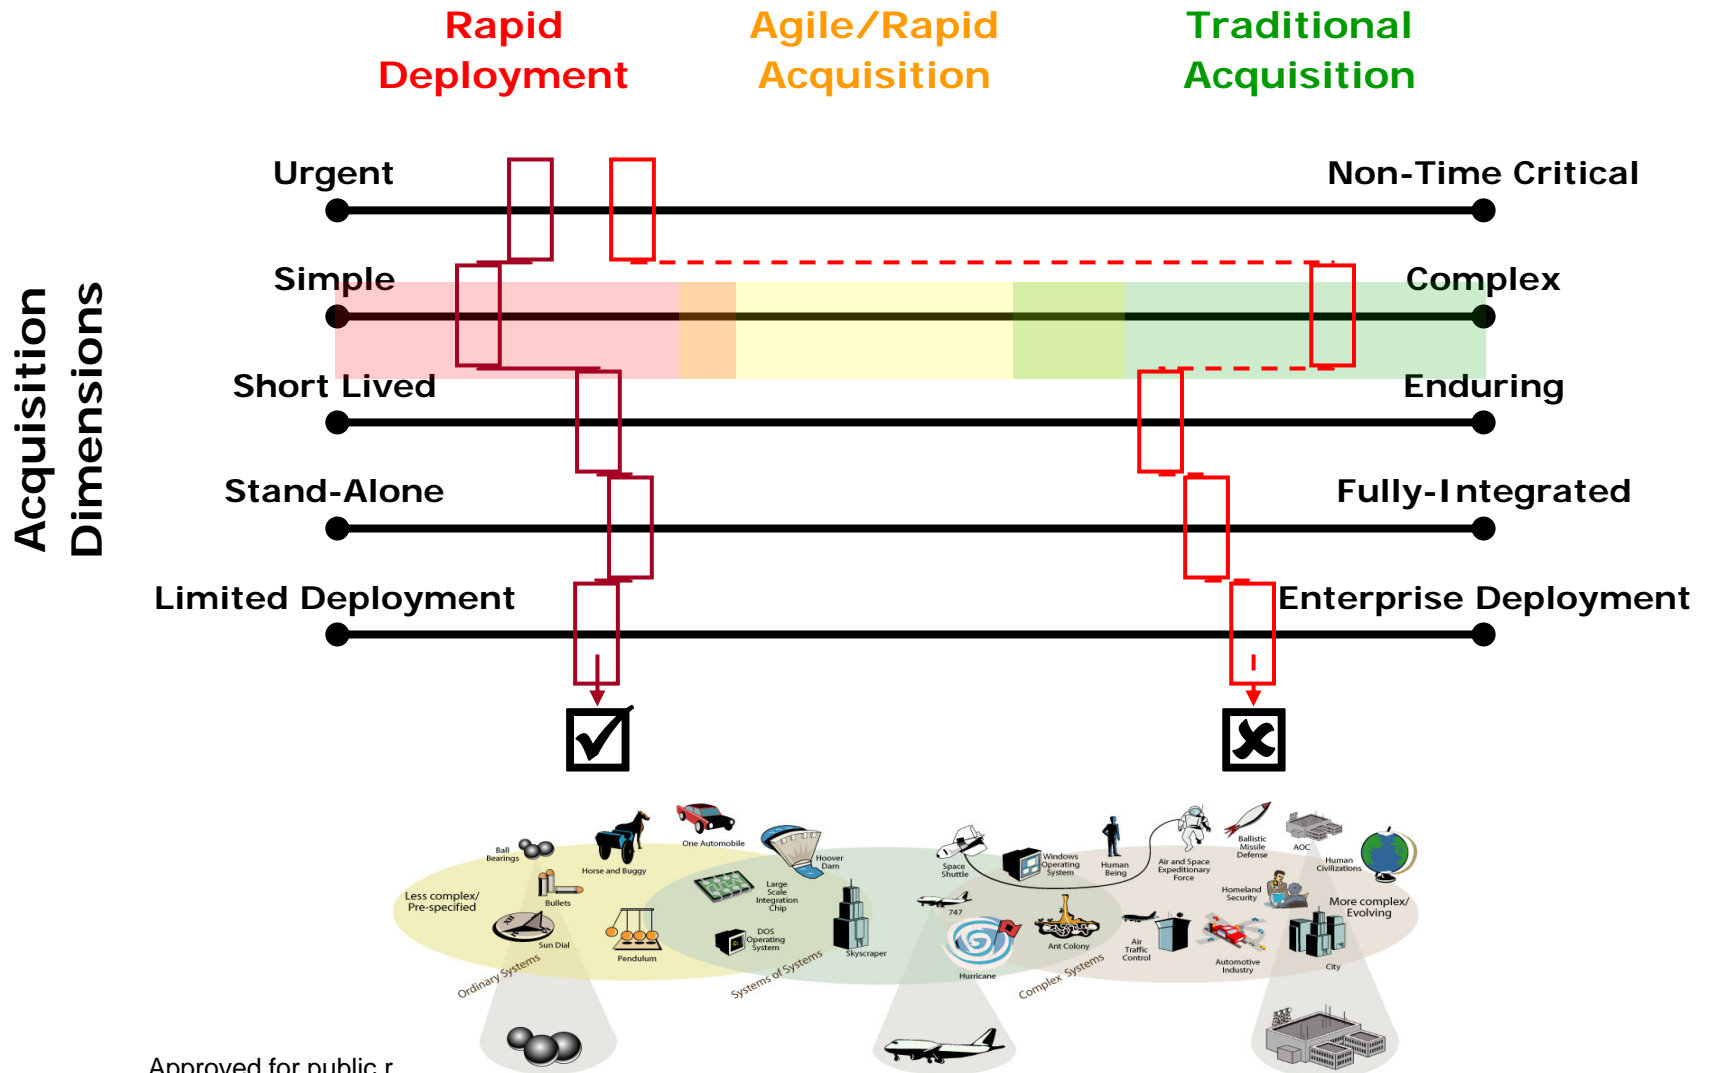 Rapid
Deployment
Agile/Rapid
Acquisition
Traditional
Acquisition
Acquisition
Dimensions
Urgent
Non-Time Critical
Simple
Complex
Short Lived
Enduring
Stand-Alone
Fully-Integrated
Limited Deployment
Enterprise Deployment
Ball
Bearings
Horse and Buggy
One Automobile
Hoover
Dam
Space
Shuttle
Windows
Operating
System
Human
Being
Air and Space
Expeditionary
Force
Ballistic
Missile
Defense
AOC
Human
Civilizations
Less complex/
Pre-specified
Bullets
Large
Scale
Integration
Chip
747
Homeland
Security
More complex/
Evolving
Sun Dial
Pendulum
DOS
Operating
System
Skyscraper
Hurricane
Ant Colony
Air
Traffic
Control
Automotive
Industry
City
Ordinary Systems
Systems of Systems
Complex Systems
Approved for public r